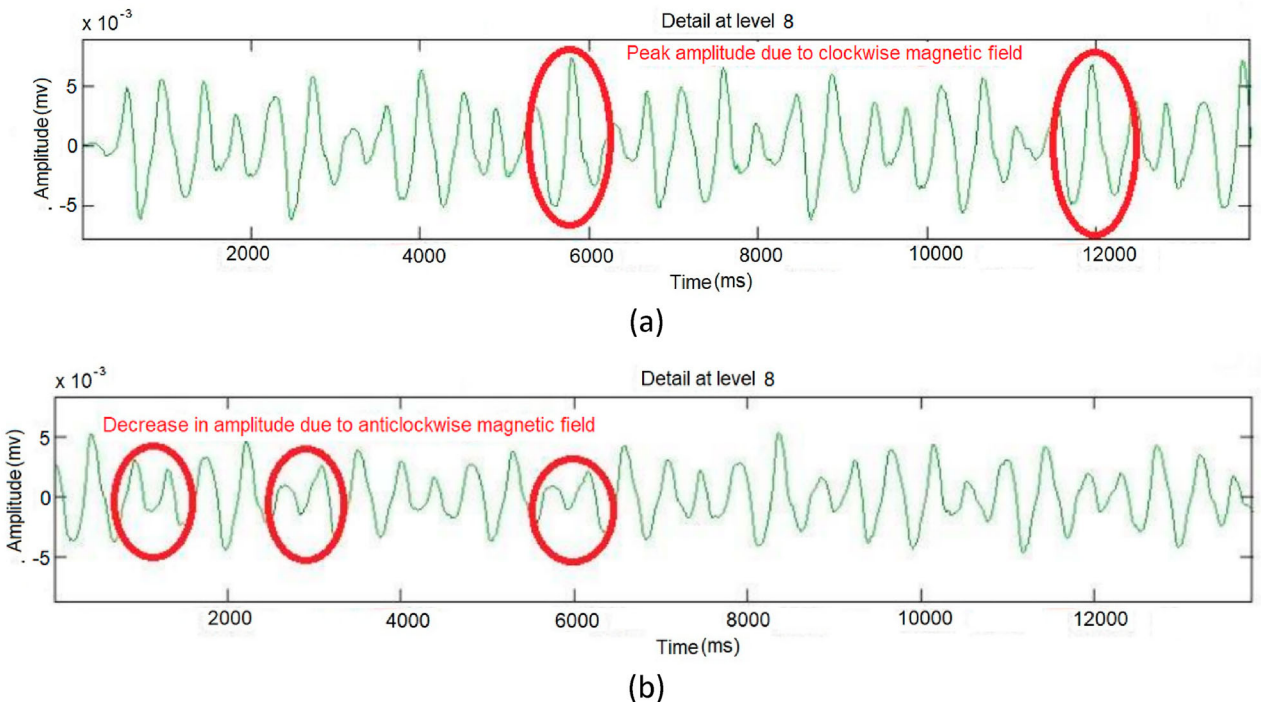 x 10-3
Detail at level 8
Peak amplitude due to clockwise magnetic field
Amplitude (mv)
5
0
. -5
2000 4000 6000 8000 10000 12000
Time (ms)
(a)
x 10-3
Detail at level 8
Decrease in amplitude due to anticlockwise magnetic field
Amplitude (mv)
5
0
. -5
2000 4000 6000 8000 10000 12000
Time (ms)
(b)